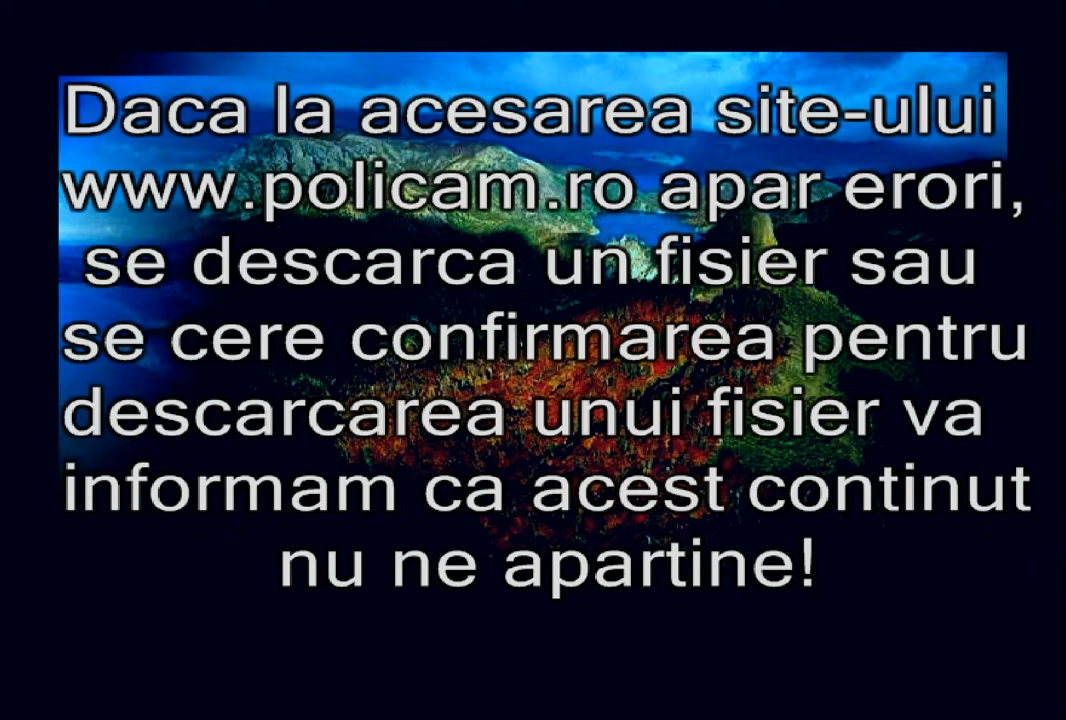 Daca la acesarea site-ului
www.policam.ro apar erori,
se descarca un fisier sau
se cere confirmarea pentru
descarcarea unui fisier va
informam ca acest continut
nu ne apartine!